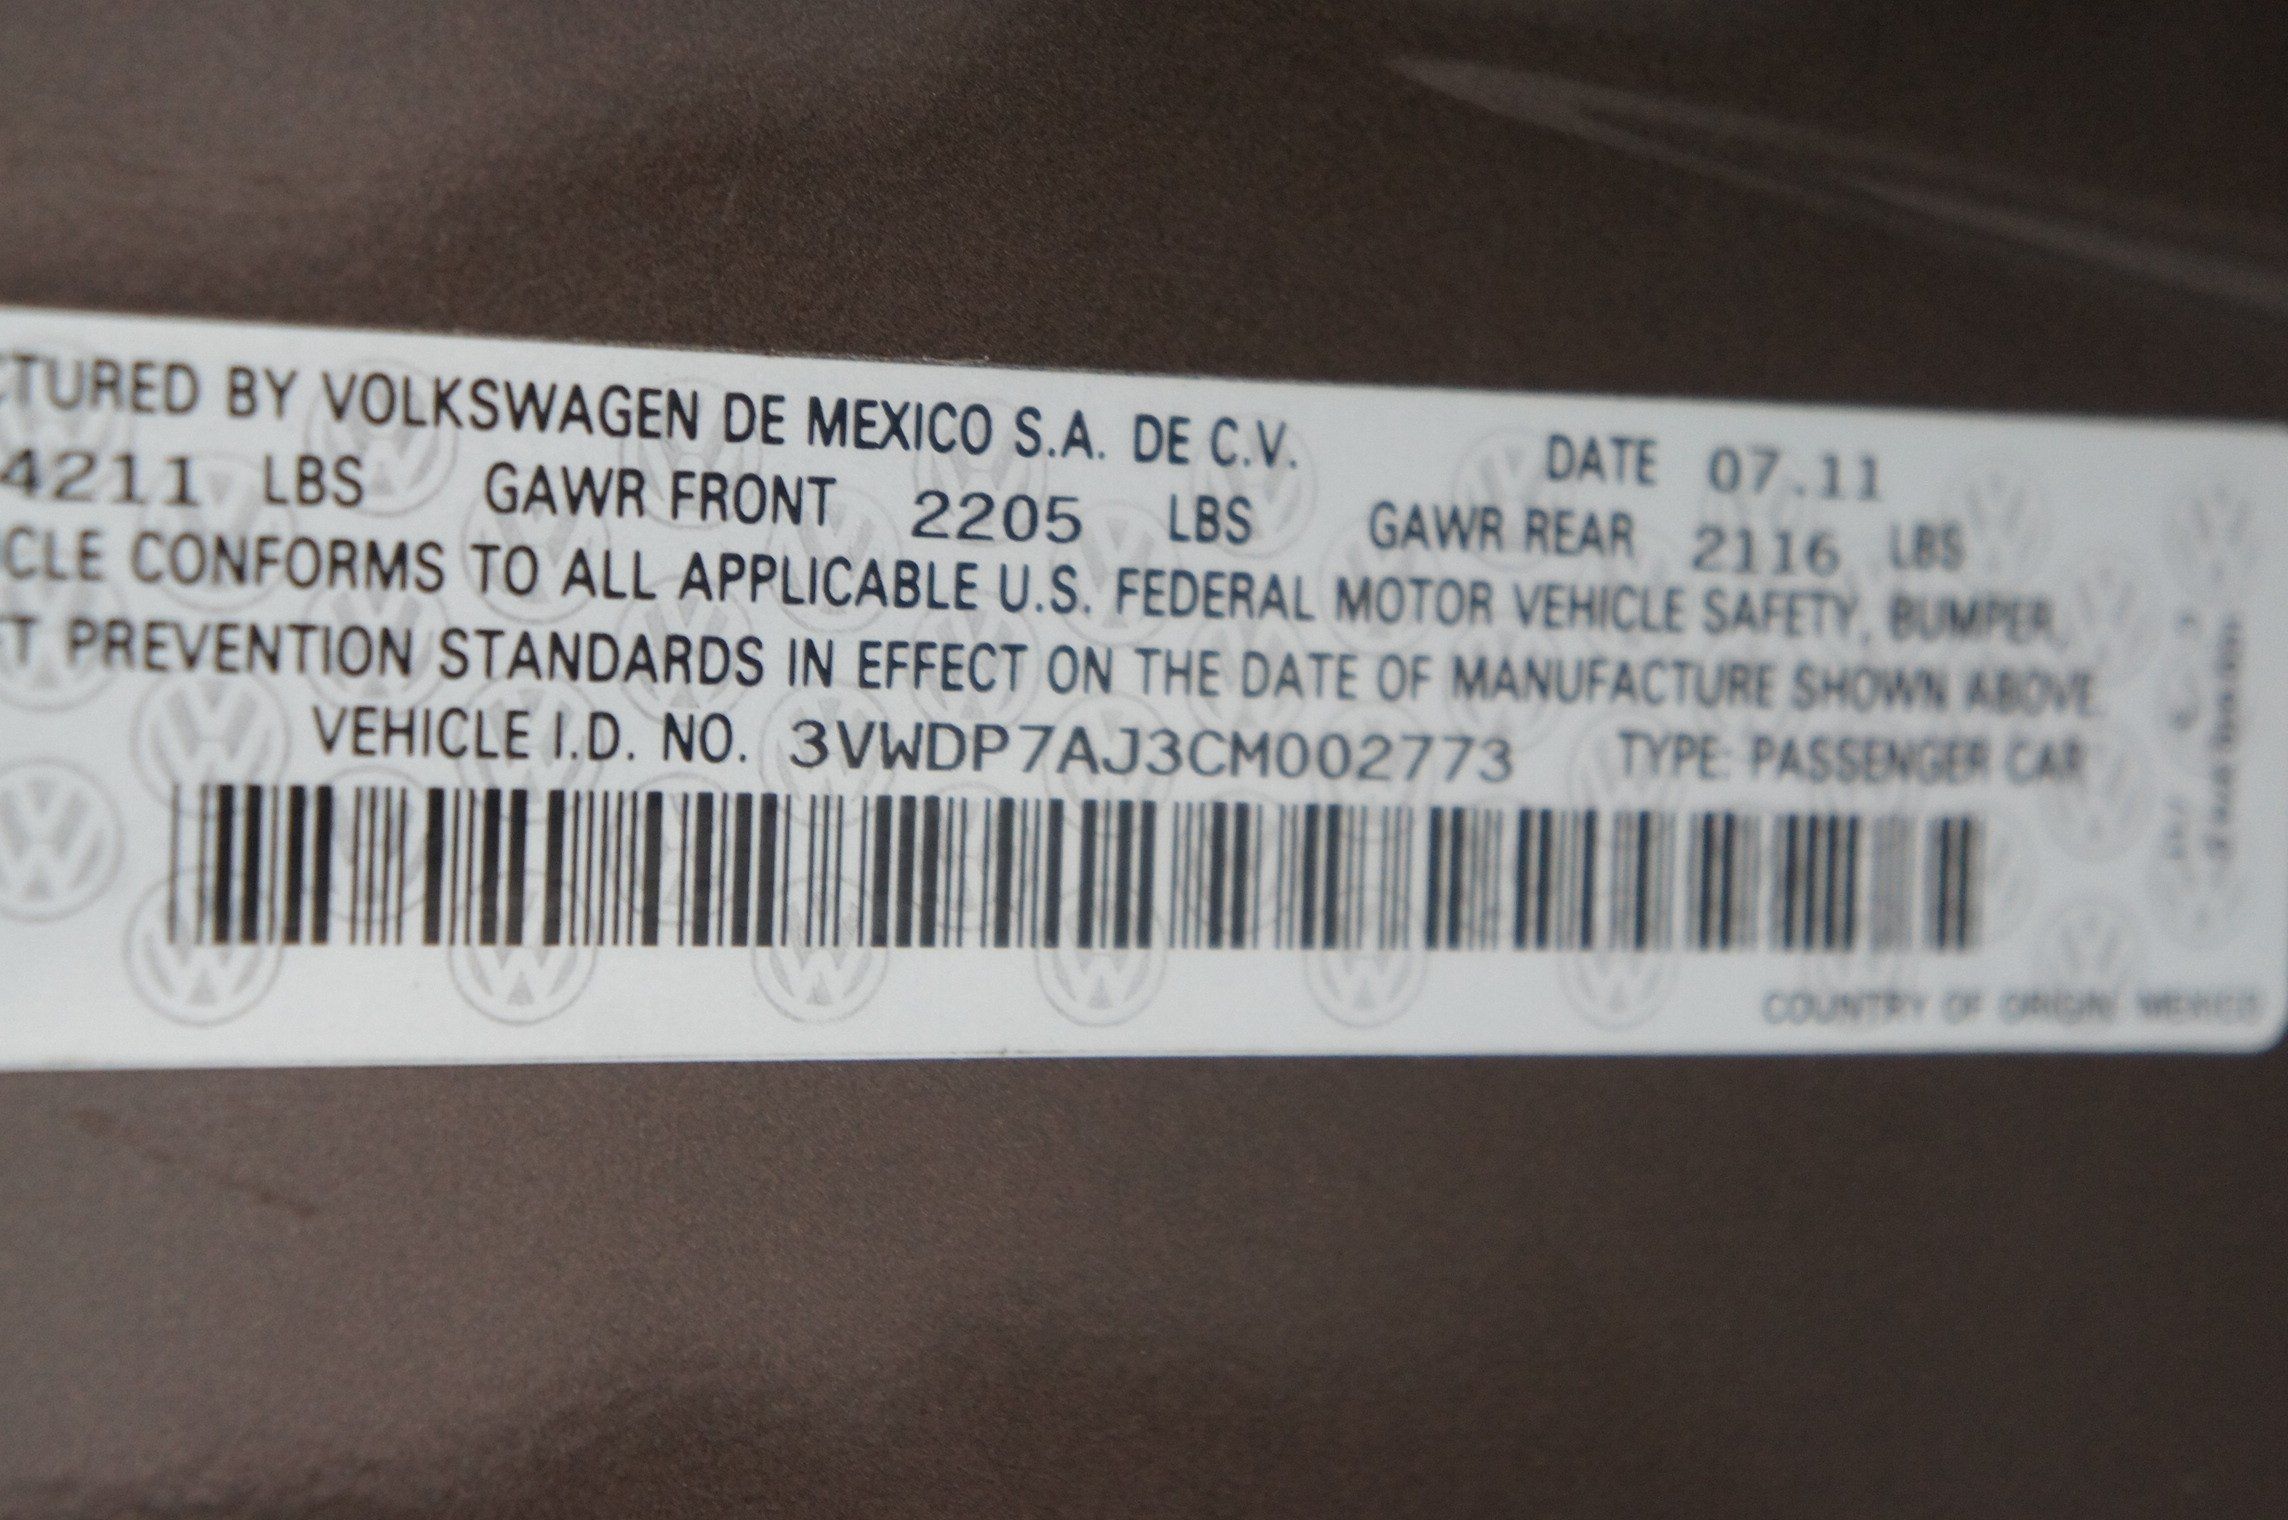 CTURED BY VOLKSWAGEN DE MEXICO S.A. DE C.V. DATE 07.11
4211 LBS GAWR FRONT 2205 LBS GAWR REAR 2116 LBS
CLE CONFORMS TO ALL APPLICABLE U.S. FEDERAL MOTOR VEHICLE SAFETY, BUMPER,
FT PREVENTION STANDARDS IN EFFECT ON THE DATE OF MANUFACTURE SHOWN ABOVE.
VEHICLE I.D. NO. 3VWDP7AJ3CM002773 TYPE: PASSENGER CAR
COUNTRY OF ORIGIN: MEXICO